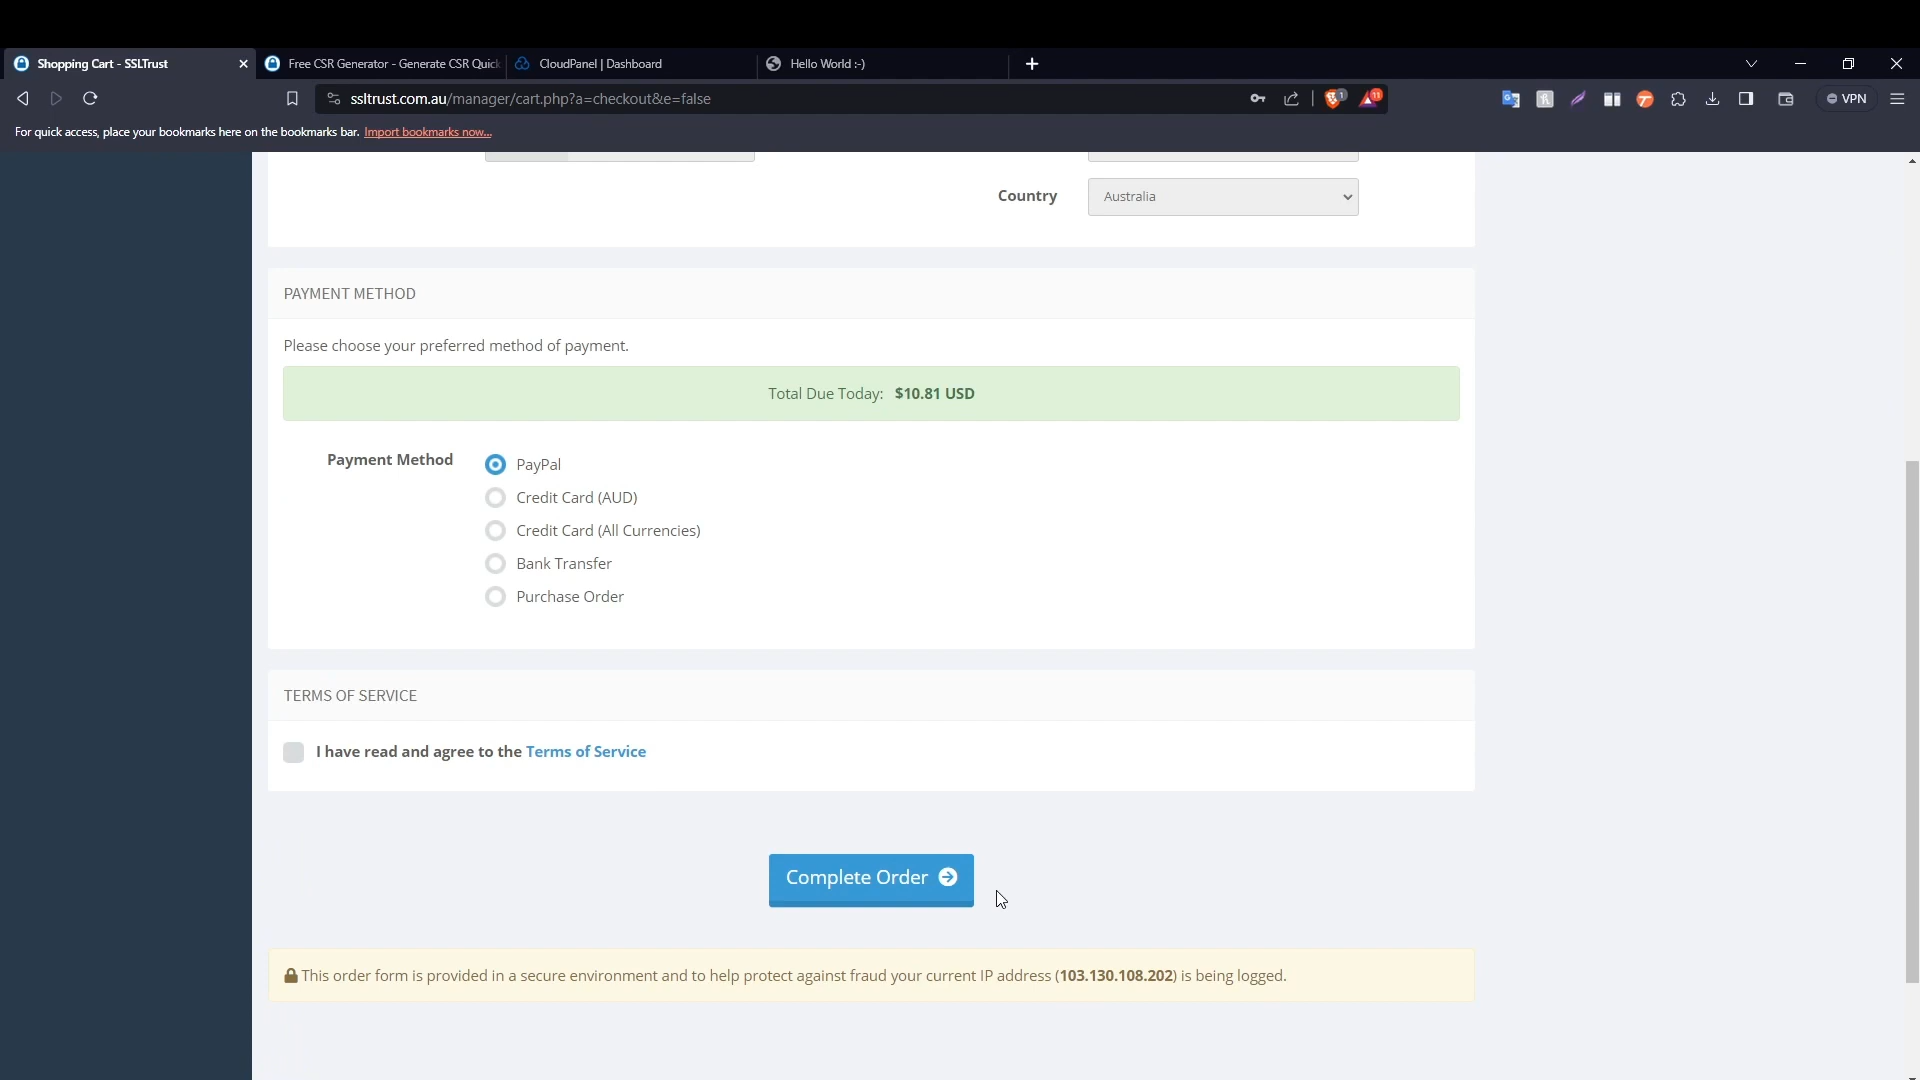 Shopping Cart - SSLTrust
Free CSR Generator - Generate CSR Quick
CloudPanel | Dashboard
Hello World :-)
ssltrust.com.au/manager/cart.php?a=checkout&e=false
1
11
VPN
For quick access, place your bookmarks here on the bookmarks bar. Import bookmarks now...
Country
Australia
PAYMENT METHOD
Please choose your preferred method of payment.
Total Due Today: $10.81 USD
Payment Method
PayPal
Credit Card (AUD)
Credit Card (All Currencies)
Bank Transfer
Purchase Order
TERMS OF SERVICE
I have read and agree to the Terms of Service
Complete Order
This order form is provided in a secure environment and to help protect against fraud your current IP address (103.130.108.202) is being logged.